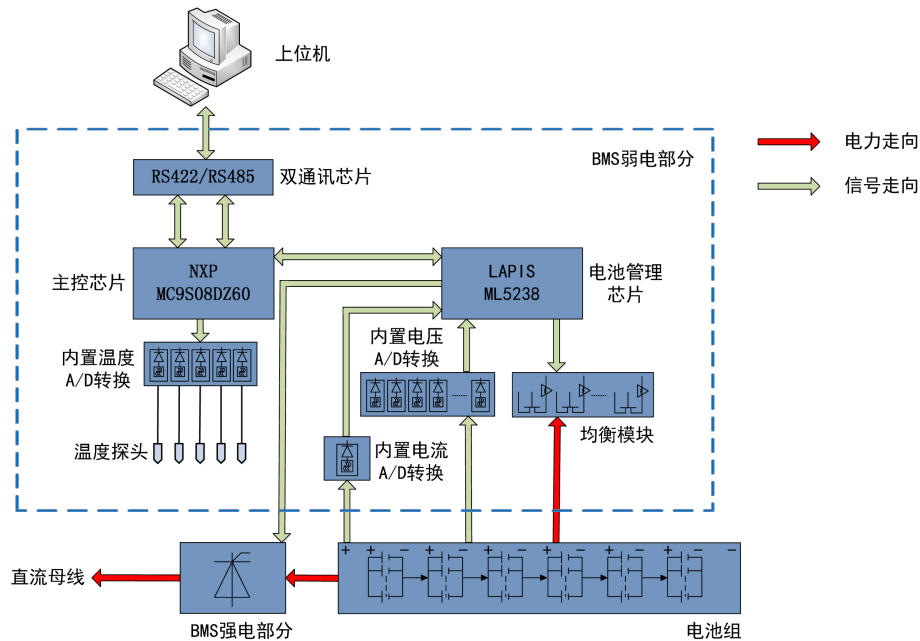 上位机
BMS弱电部分
电力走向
RS422/RS485
双通讯芯片
信号走向
主控芯片
NXP
MC9S08DZ60
LAPIS
ML5238
电池管理
芯片
内置温度
A/D转换
内置电压
A/D转换
均衡模块
温度探头
内置电流
A/D转换
+ + - + - + - + - + - + - -
直流母线
BMS强电部分
电池组